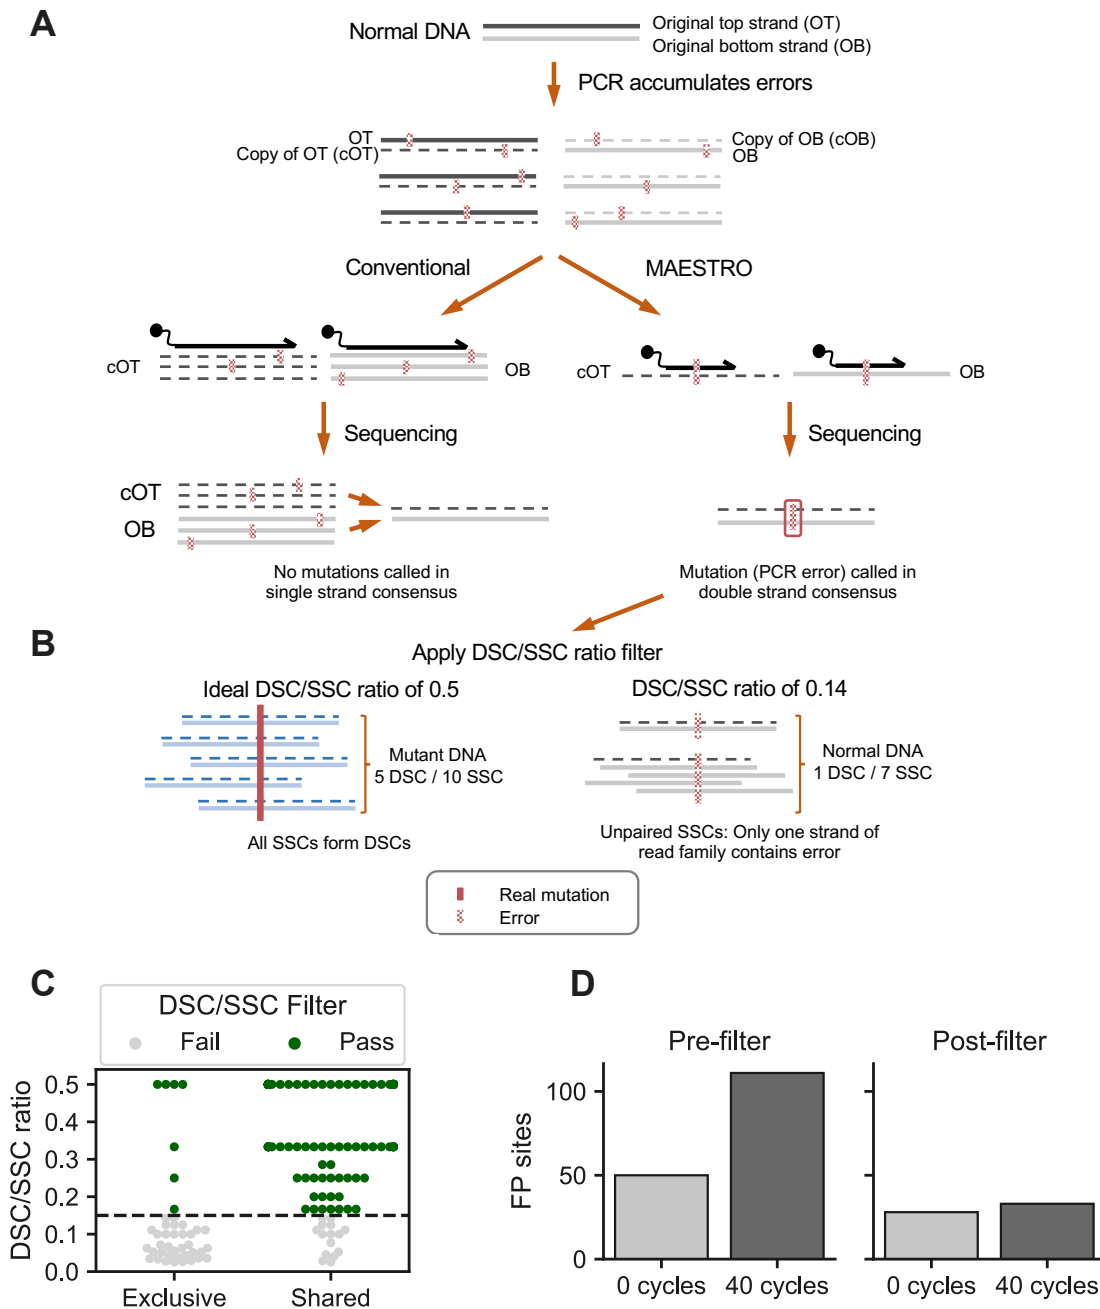 A
Normal DNA
Original top strand (OT)
Original bottom strand (OB)
PCR accumulates errors
OT
Copy of OT (cOT)
Copy of OB (cOB)
OB
Conventional
MAESTRO
cOT
OB
cOT
OB
Sequencing
Sequencing
cOT
OB
No mutations called in
single strand consensus
Mutation (PCR error) called in
double strand consensus
B
Apply DSC/SSC ratio filter
Ideal DSC/SSC ratio of 0.5
DSC/SSC ratio of 0.14
Mutant DNA
5 DSC / 10 SSC
Normal DNA
1 DSC / 7 SSC
All SSCs form DSCs
Unpaired SSCs: Only one strand of
read family contains error
Real mutation
Error
C
DSC/SSC Filter
Fail
Pass
DSC/SSC ratio
0.5
0.4
0.3
0.2
0.1
0.0
Exclusive
Shared
D
Pre-filter
Post-filter
FP sites
100
50
0
0 cycles
40 cycles
0 cycles
40 cycles